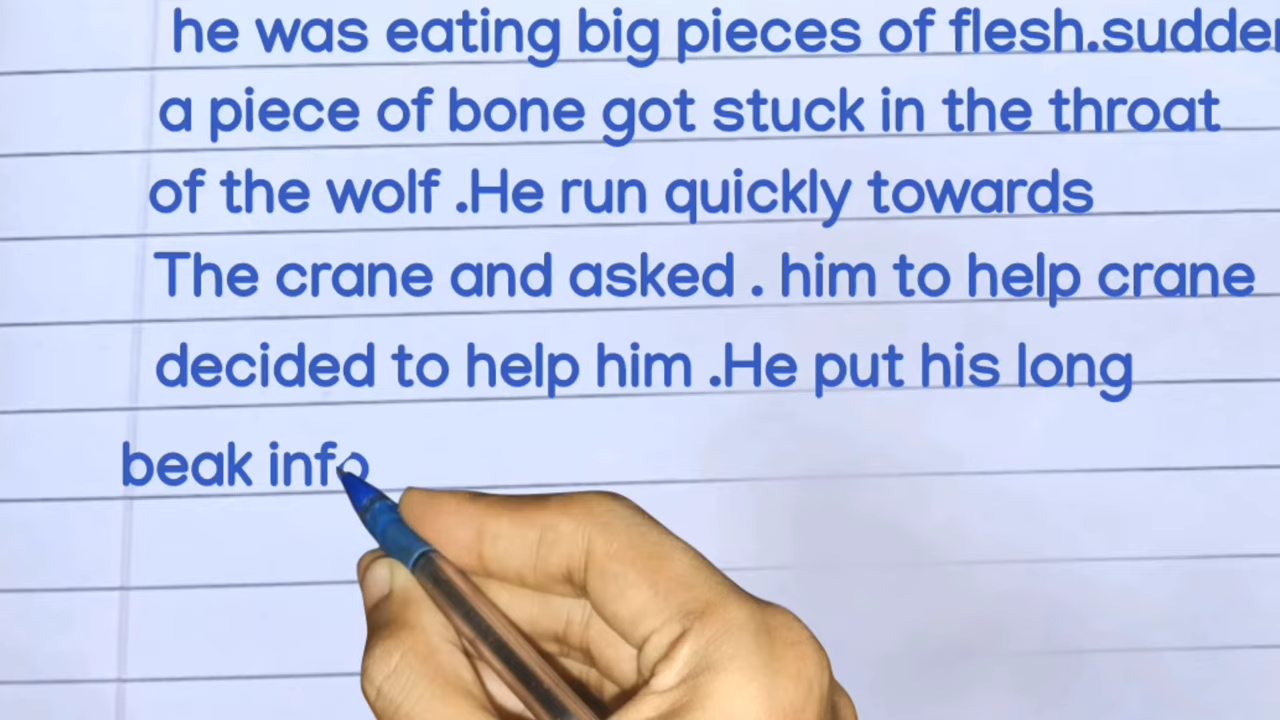 he was eating big pieces of flesh.sudden
a piece of bone got stuck in the throat
of the wolf .He run quickly towards
The crane and asked . him to help crane
decided to help him .He put his long
beak info